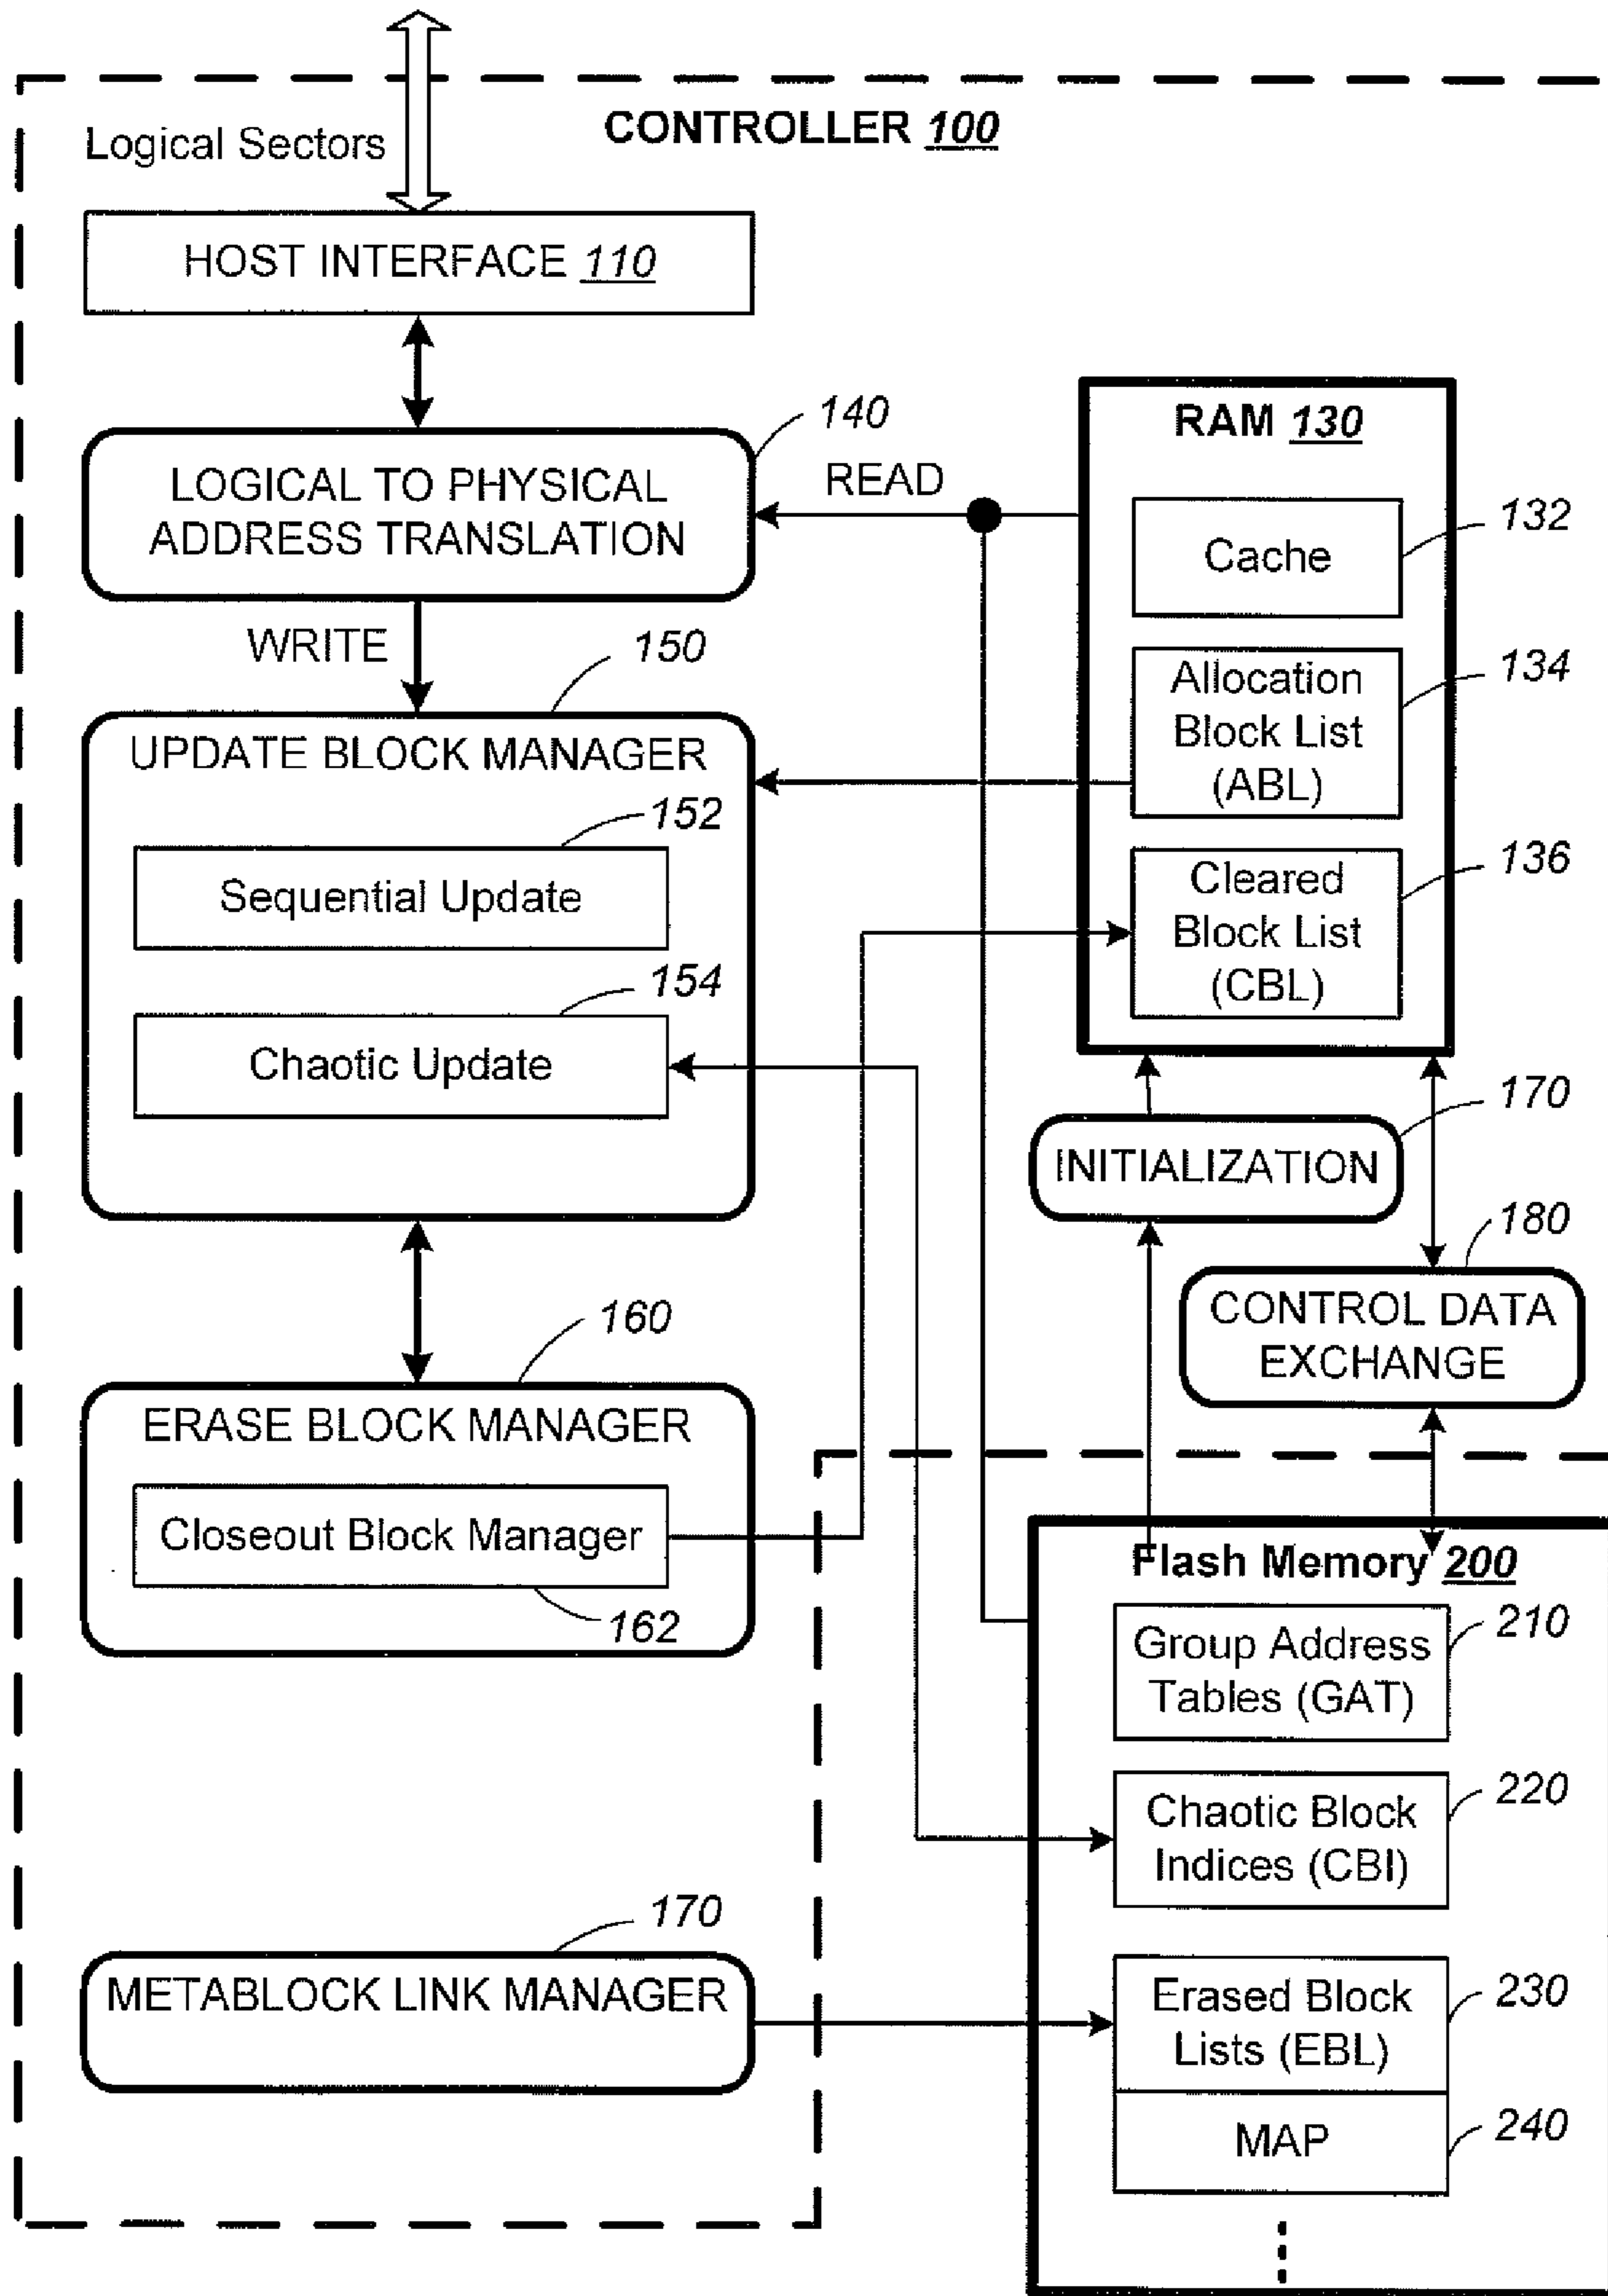 Logical Sectors
CONTROLLER 100
HOST INTERFACE 110
140
LOGICAL TO PHYSICAL
ADDRESS TRANSLATION
READ
WRITE
150
UPDATE BLOCK MANAGER
152
Sequential Update
154
Chaotic Update
160
ERASE BLOCK MANAGER
Closeout Block Manager
162
170
METABLOCK LINK MANAGER
RAM 130
132
Cache
134
Allocation
Block List
(ABL)
136
Cleared
Block List
(CBL)
170
INITIALIZATION
180
CONTROL DATA
EXCHANGE
Flash Memory 200
210
Group Address
Tables (GAT)
220
Chaotic Block
Indices (CBI)
230
Erased Block
Lists (EBL)
240
MAP